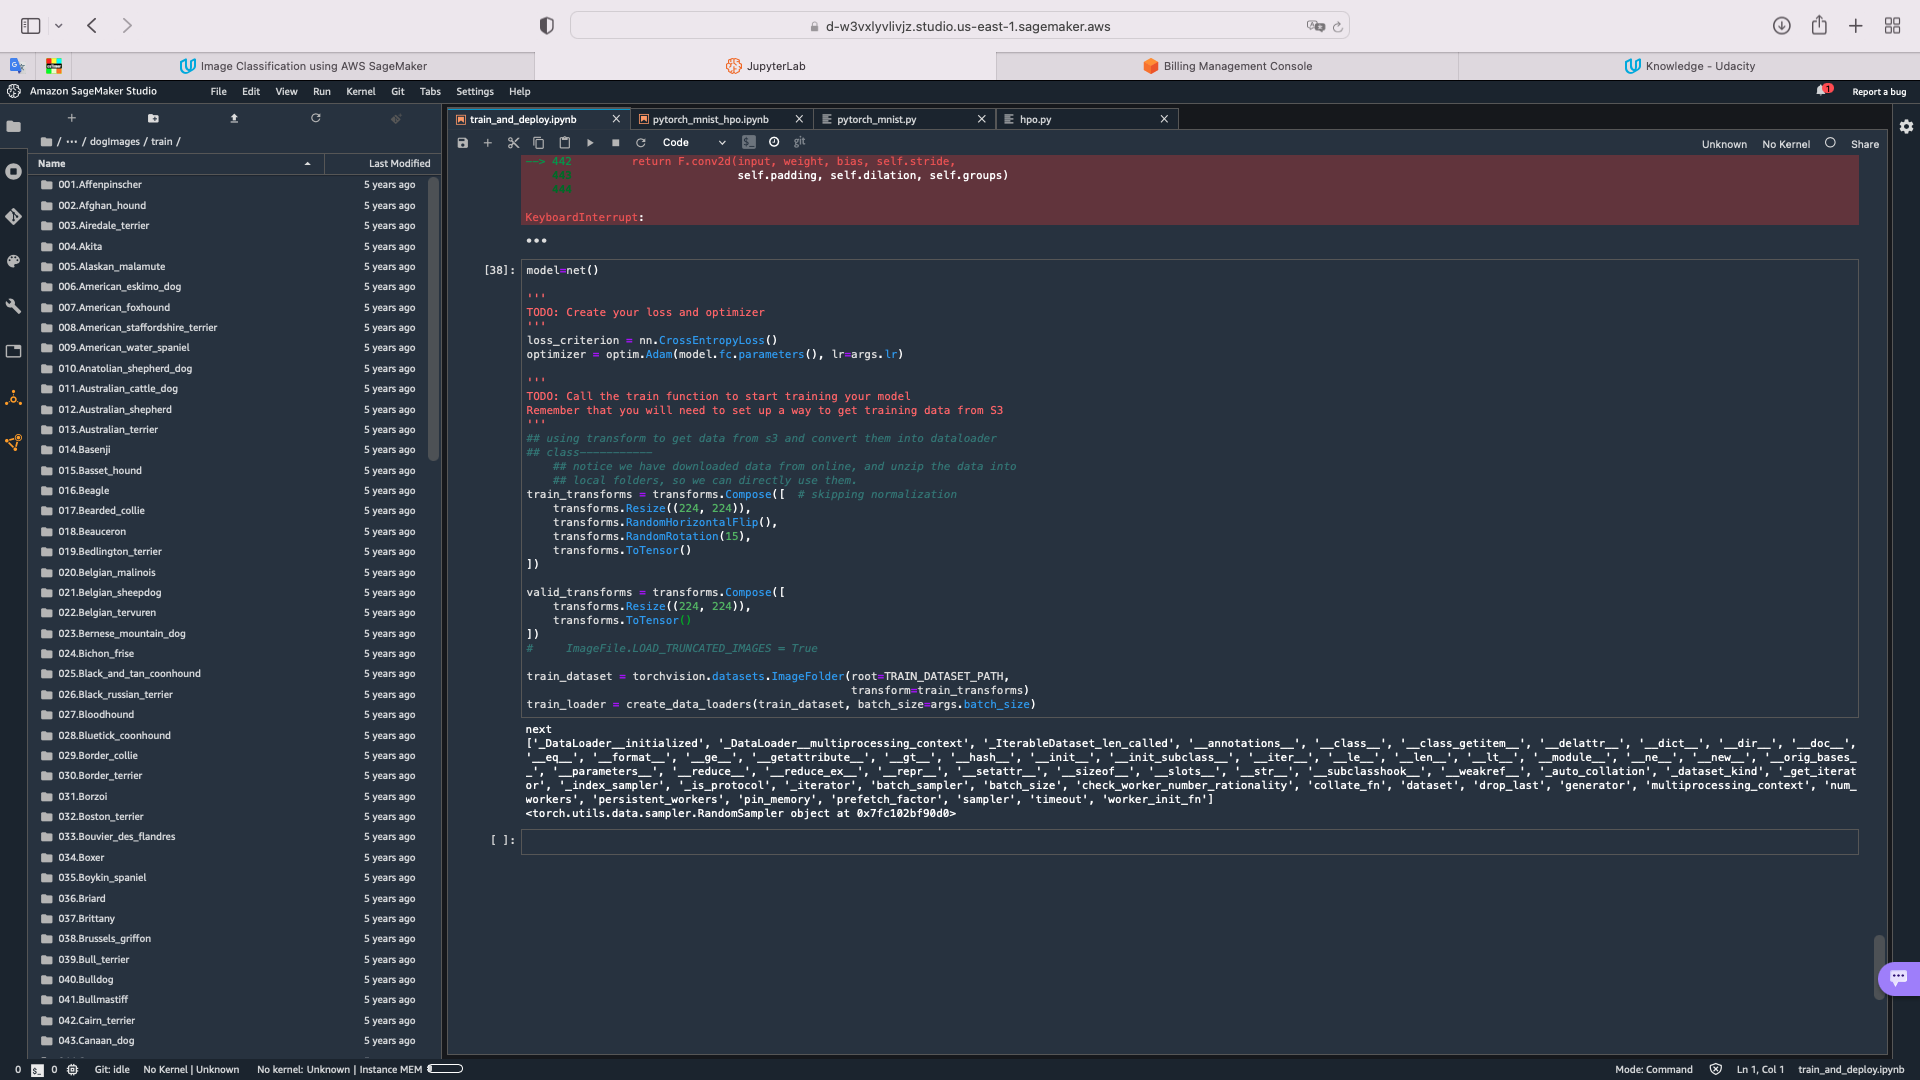 d-w3vxlyvlivjz.studio.us-east-1.sagemaker.aws
Image Classification using AWS SageMaker
JupyterLab
Billing Management Console
Knowledge - Udacity
Amazon SageMaker Studio
File Edit View Run Kernel Git Tabs Settings Help
1
Report a bug
train_and_deploy.ipynb
pytorch_mnist_hpo.ipynb
pytorch_mnist.py
hpo.py
/ ··· / dogImages / train /
Code
git
Unknown
No Kernel
Share
Name Last Modified
001.Affenpinscher 5 years ago
002.Afghan_hound 5 years ago
003.Airedale_terrier 5 years ago
004.Akita 5 years ago
005.Alaskan_malamute 5 years ago
006.American_eskimo_dog 5 years ago
007.American_foxhound 5 years ago
008.American_staffordshire_terrier 5 years ago
009.American_water_spaniel 5 years ago
010.Anatolian_shepherd_dog 5 years ago
011.Australian_cattle_dog 5 years ago
012.Australian_shepherd 5 years ago
013.Australian_terrier 5 years ago
014.Basenji 5 years ago
015.Basset_hound 5 years ago
016.Beagle 5 years ago
017.Bearded_collie 5 years ago
018.Beauceron 5 years ago
019.Bedlington_terrier 5 years ago
020.Belgian_malinois 5 years ago
021.Belgian_sheepdog 5 years ago
022.Belgian_tervuren 5 years ago
023.Bernese_mountain_dog 5 years ago
024.Bichon_frise 5 years ago
025.Black_and_tan_coonhound 5 years ago
026.Black_russian_terrier 5 years ago
027.Bloodhound 5 years ago
028.Bluetick_coonhound 5 years ago
029.Border_collie 5 years ago
030.Border_terrier 5 years ago
031.Borzoi 5 years ago
032.Boston_terrier 5 years ago
033.Bouvier_des_flandres 5 years ago
034.Boxer 5 years ago
035.Boykin_spaniel 5 years ago
036.Briard 5 years ago
037.Brittany 5 years ago
038.Brussels_griffon 5 years ago
039.Bull_terrier 5 years ago
040.Bulldog 5 years ago
041.Bullmastiff 5 years ago
042.Cairn_terrier 5 years ago
043.Canaan_dog 5 years ago
--> 442 return F.conv2d(input, weight, bias, self.stride,
443 self.padding, self.dilation, self.groups)
444
KeyboardInterrupt:
•••
[38]: model=net()
'''
TODO: Create your loss and optimizer
'''
loss_criterion = nn.CrossEntropyLoss()
optimizer = optim.Adam(model.fc.parameters(), lr=args.lr)
'''
TODO: Call the train function to start training your model
Remember that you will need to set up a way to get training data from S3
'''
## using transform to get data from s3 and convert them into dataloader
## class-----------
## notice we have downloaded data from online, and unzip the data into
## local folders, so we can directly use them.
train_transforms = transforms.Compose([ # skipping normalization
transforms.Resize((224, 224)),
transforms.RandomHorizontalFlip(),
transforms.RandomRotation(15),
transforms.ToTensor()
])
valid_transforms = transforms.Compose([
transforms.Resize((224, 224)),
transforms.ToTensor()
])
# ImageFile.LOAD_TRUNCATED_IMAGES = True
train_dataset = torchvision.datasets.ImageFolder(root=TRAIN_DATASET_PATH,
transform=train_transforms)
train_loader = create_data_loaders(train_dataset, batch_size=args.batch_size)
next
['_DataLoader__initialized', '_DataLoader__multiprocessing_context', '_IterableDataset_len_called', '__annotations__', '__class__', '__class_getitem__', '__delattr__', '__dict__', '__dir__', '__doc__',
'__eq__', '__format__', '__ge__', '__getattribute__', '__gt__', '__hash__', '__init__', '__init_subclass__', '__iter__', '__le__', '__len__', '__lt__', '__module__', '__ne__', '__new__', '__orig_bases_
_', '__parameters__', '__reduce__', '__reduce_ex__', '__repr__', '__setattr__', '__sizeof__', '__slots__', '__str__', '__subclasshook__', '__weakref__', '_auto_collation', '_dataset_kind', '_get_iterat
or', '_index_sampler', '_is_protocol', '_iterator', 'batch_sampler', 'batch_size', 'check_worker_number_rationality', 'collate_fn', 'dataset', 'drop_last', 'generator', 'multiprocessing_context', 'num_
workers', 'persistent_workers', 'pin_memory', 'prefetch_factor', 'sampler', 'timeout', 'worker_init_fn']
<torch.utils.data.sampler.RandomSampler object at 0x7fc102bf90d0>
[ ]:
0 0 Git: idle No Kernel | Unknown No kernel: Unknown | Instance MEM
Mode: Command Ln 1, Col 1 train_and_deploy.ipynb